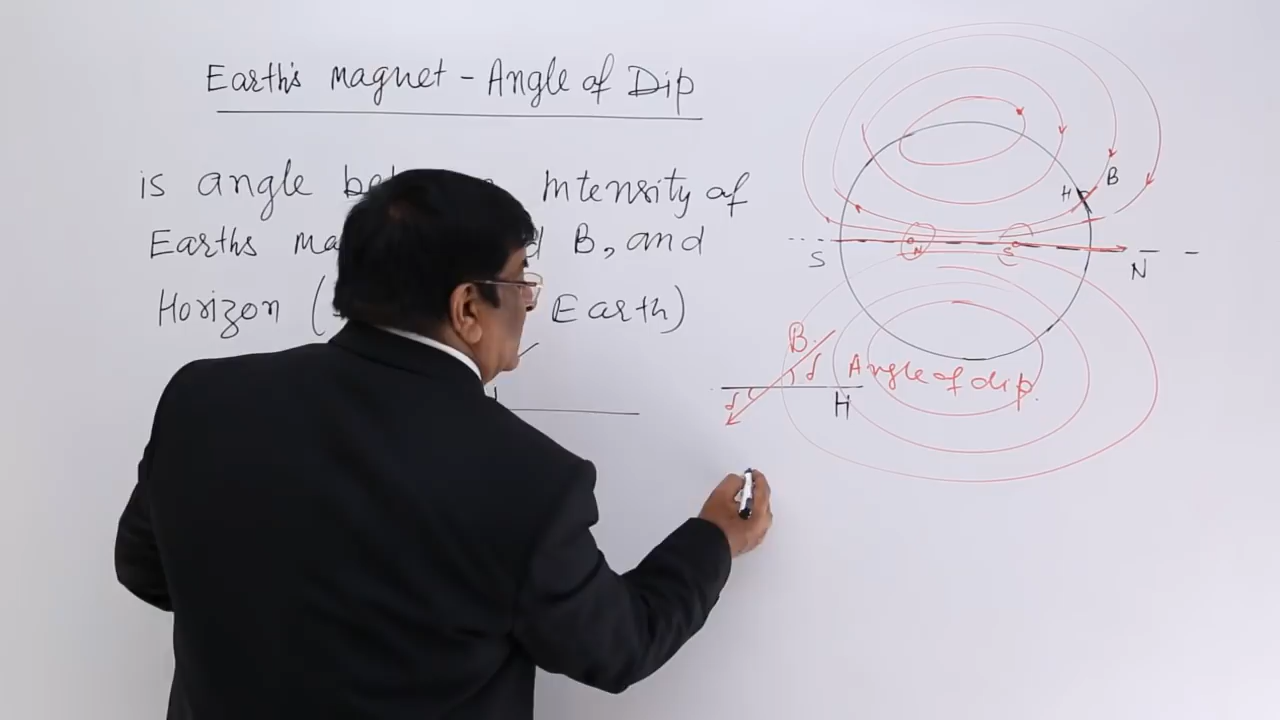 Earth's magnet - Angle of Dip
is angle Intensity of
Earths B, and
Horizon ( Earth)
H B
S N S N
B.
δ Angle of dip.
δ H